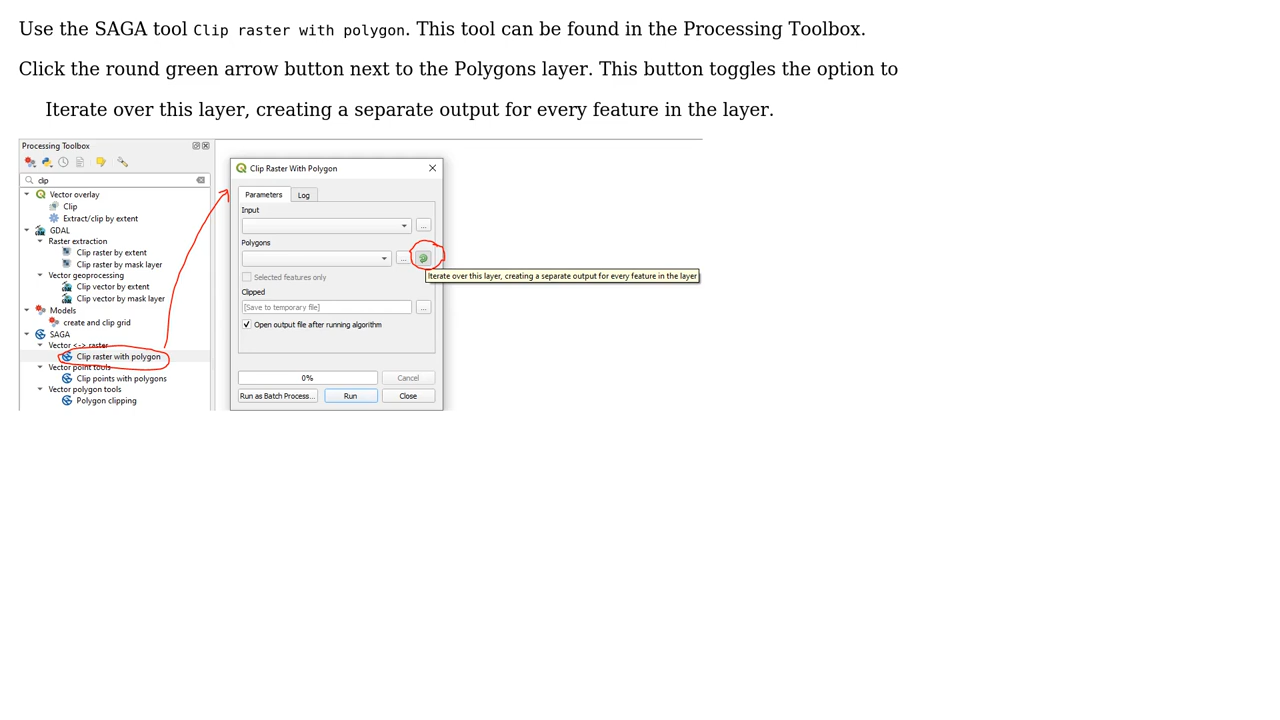 Use the SAGA tool Clip raster with polygon. This tool can be found in the Processing Toolbox.
Click the round green arrow button next to the Polygons layer. This button toggles the option to
Iterate over this layer, creating a separate output for every feature in the layer.
Processing Toolbox
clip
Vector overlay
Clip
Extract/clip by extent
GDAL
Raster extraction
Clip raster by extent
Clip raster by mask layer
Vector geoprocessing
Clip vector by extent
Clip vector by mask layer
Models
create and clip grid
SAGA
Vector <-> raster
Clip raster with polygon
Vector point tools
Clip points with polygons
Vector polygon tools
Polygon clipping
Clip Raster With Polygon
Parameters Log
Input
...
Polygons
...
Iterate over this layer, creating a separate output for every feature in the layer
Selected features only
Clipped
[Save to temporary file] ...
Open output file after running algorithm
0% Cancel
Run as Batch Process... Run Close